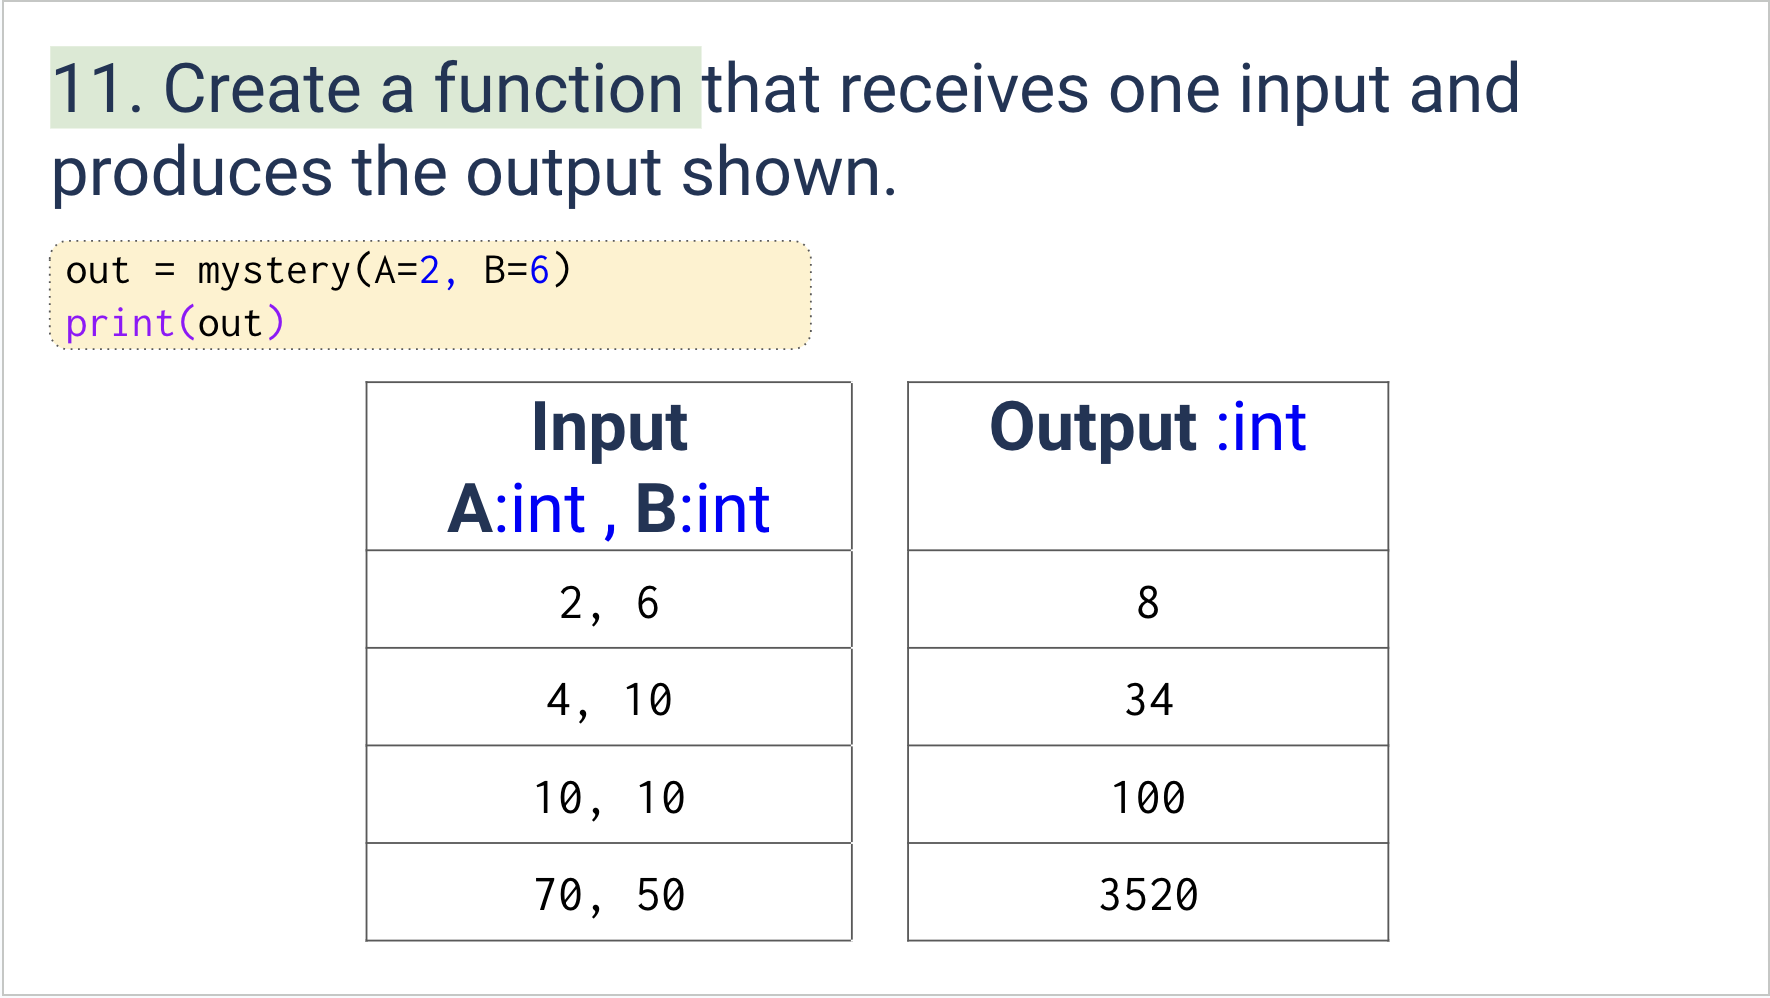 11. Create a function that receives one input and
produces the output shown.
out = mystery(A=2, B=6)
print(out)
Input
A:int , B:int
Output :int
2, 6
8
4, 10
34
10, 10
100
70, 50
3520